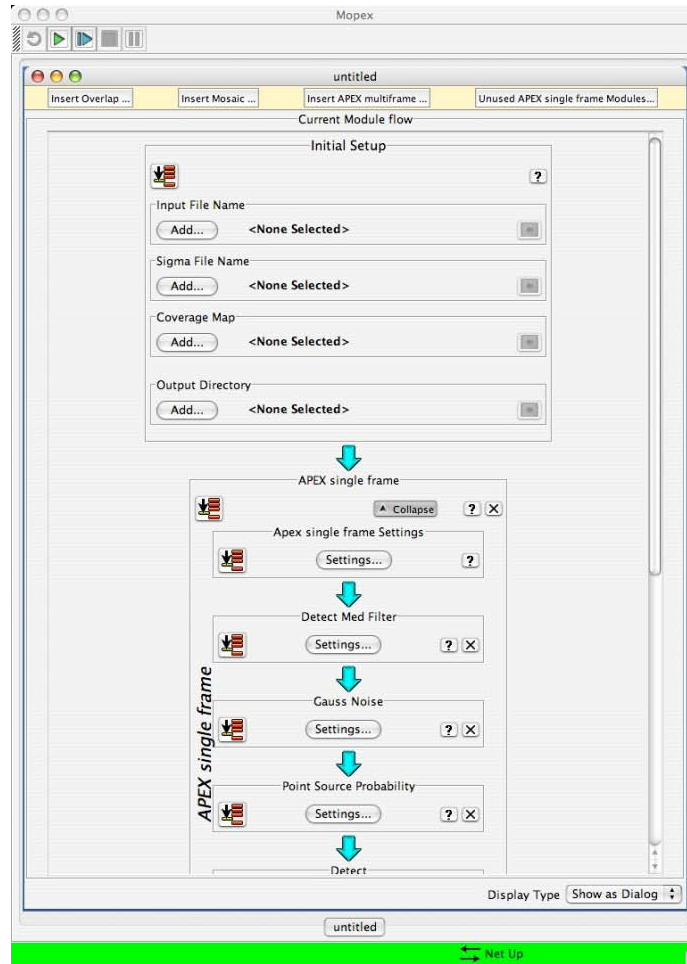 Mopex
untitled
Insert Overlap ... Insert Mosaic ... Insert APEX multiframe ... Unused APEX single frame Modules...
Current Module flow
Initial Setup
?
Input File Name
Add... <None Selected>
Sigma File Name
Add... <None Selected>
Coverage Map
Add... <None Selected>
Output Directory
Add... <None Selected>
APEX single frame
Collapse ? X
Apex single frame Settings
Settings... ?
Detect Med Filter
Settings... ? X
Gauss Noise
Settings... ? X
Point Source Probability
Settings... ? X
Detect
APEX single frame
Display Type Show as Dialog
untitled
Net Up